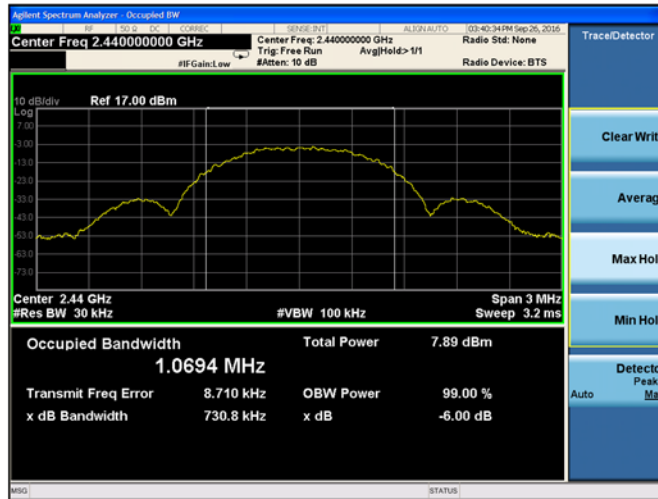 Agilent Spectrum Analyzer - Occupied BW
LXI RF 50 Ω DC CORREC SENSE:INT ALIGN AUTO 03:40:34 PM Sep 26, 2016
Center Freq 2.440000000 GHz Center Freq: 2.440000000 GHz Radio Std: None
Trig: Free Run Avg|Hold:>1/1
#IFGain:Low #Atten: 10 dB Radio Device: BTS
10 dB/div Ref 17.00 dBm
Log
7.00
-3.00
-13.0
-23.0
-33.0
-43.0
-53.0
-63.0
-73.0
Center 2.44 GHz Span 3 MHz
#Res BW 30 kHz #VBW 100 kHz Sweep 3.2 ms
Occupied Bandwidth Total Power 7.89 dBm
1.0694 MHz
Transmit Freq Error 8.710 kHz OBW Power 99.00 %
x dB Bandwidth 730.8 kHz x dB -6.00 dB
MSG STATUS
Trace/Detector
Clear Writ
Averag
Max Hol
Min Hol
Detecto
Peak
Auto Ma